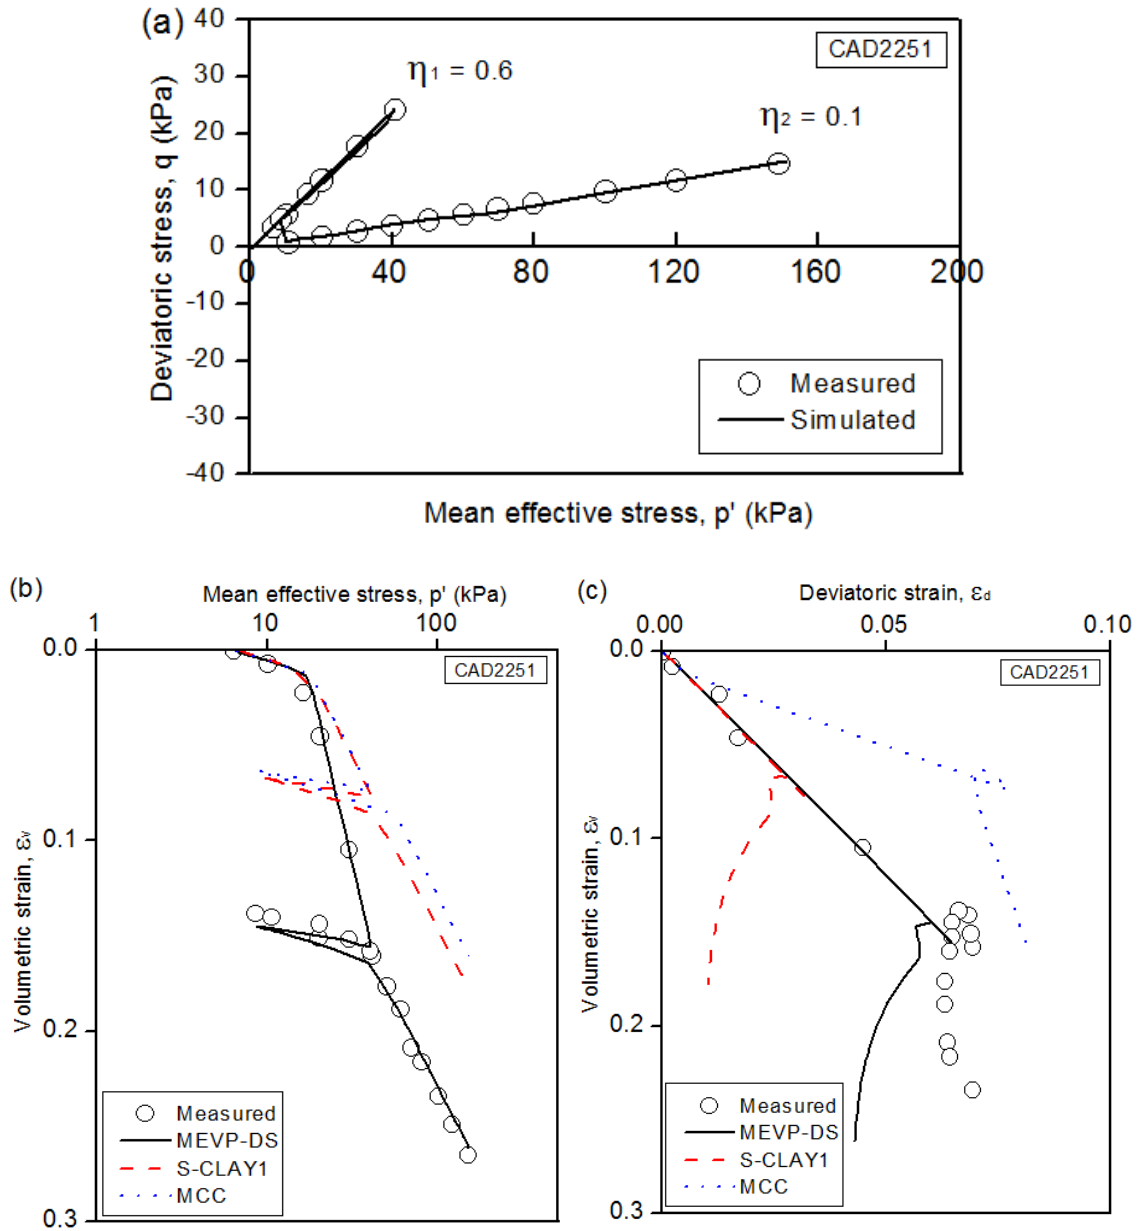 (a)
40
30
20
10
0
-10
-20
-30
-40
Deviatoric stress, q (kPa)
CAD2251
η1 = 0.6
η2 = 0.1
0 40 80 120 160 200
Measured
Simulated
Mean effective stress, p' (kPa)
(b)
Mean effective stress, p' (kPa)
1 10 100
0.0
0.1
0.2
0.3
Volumetric strain, εv
CAD2251
Measured
MEVP-DS
S-CLAY1
MCC
(c)
Deviatoric strain, εd
0.00 0.05 0.10
0.0
0.1
0.2
0.3
Volumetric strain, εv
CAD2251
Measured
MEVP-DS
S-CLAY1
MCC